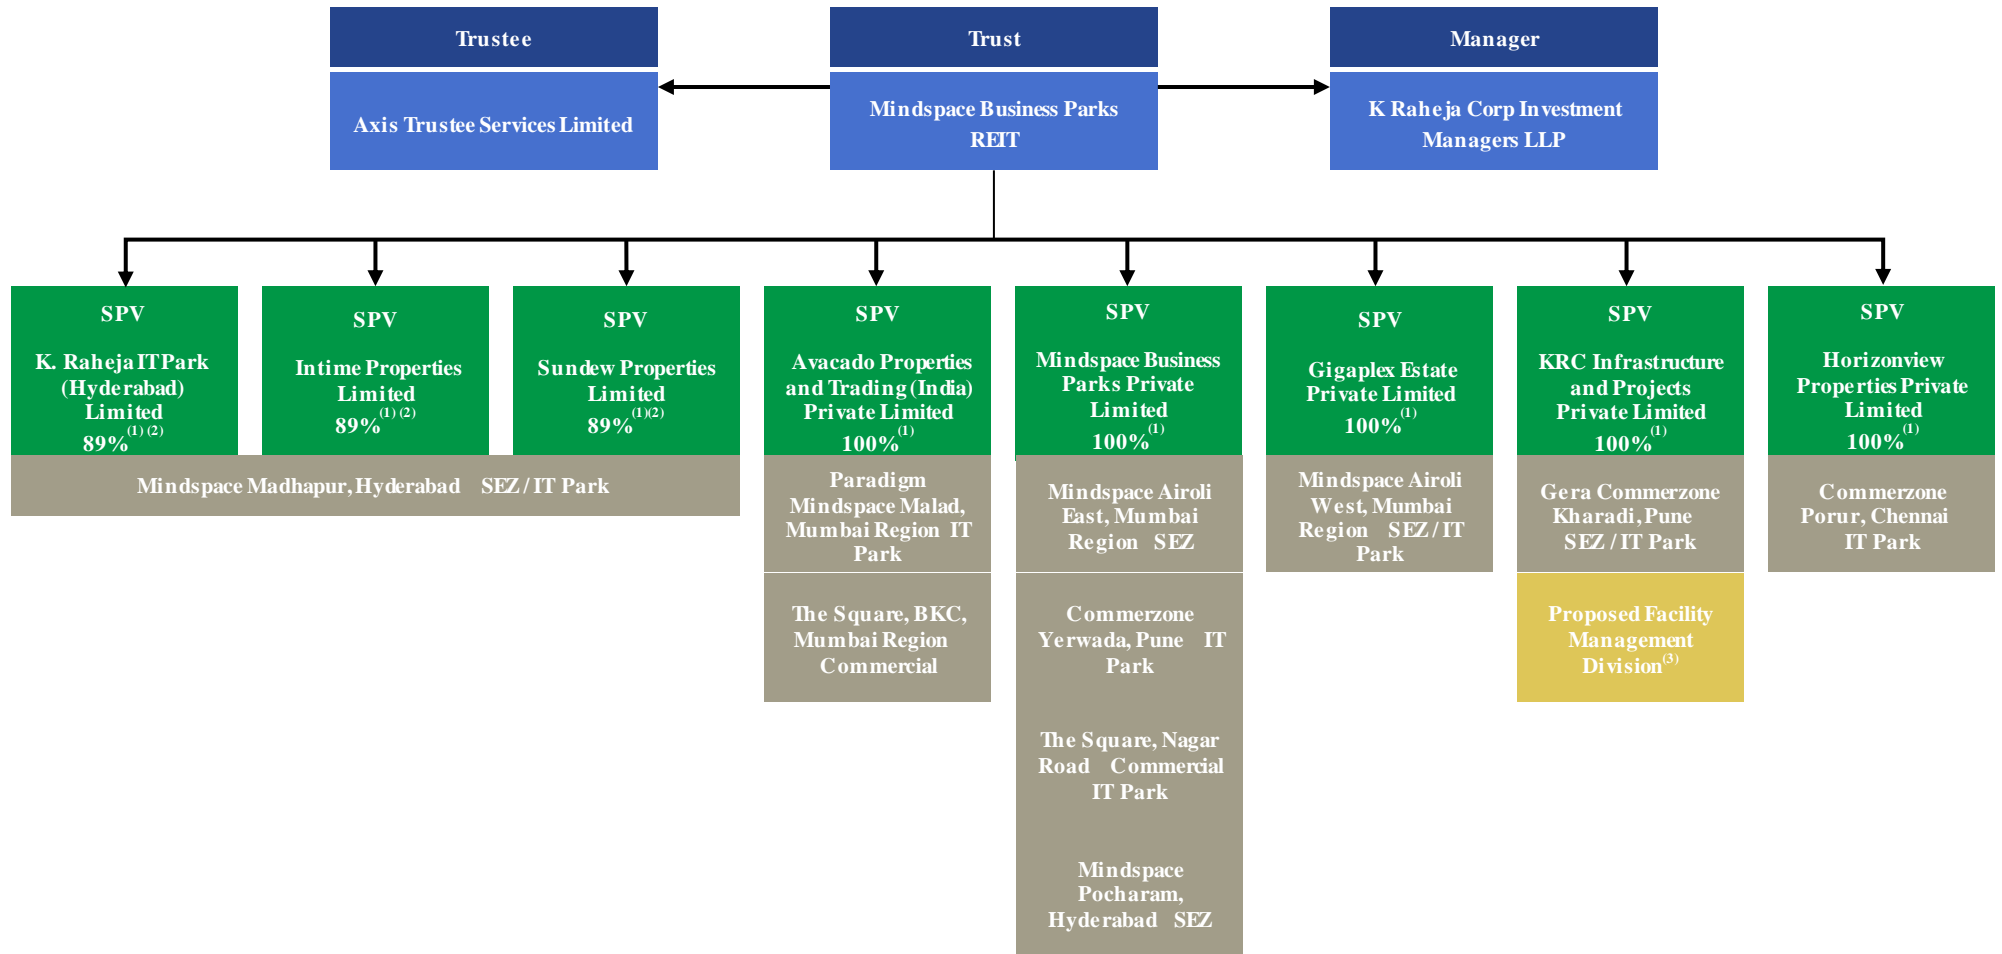 Trustee
Trust
Manager
Axis Trustee Services Limited
Mindspace Business Parks
REIT
K Raheja Corp Investment
Managers LLP
SPV
K. Raheja IT Park
(Hyderabad)
Limited
89%(1) (2)
SPV
Intime Properties
Limited
89%(1) (2)
SPV
Sundew Properties
Limited
89%(1)(2)
SPV
Avacado Properties
and Trading (India)
Private Limited
100%(1)
SPV
Mindspace Business
Parks Private
Limited
100%(1)
SPV
Gigaplex Estate
Private Limited
100%(1)
SPV
KRC Infrastructure
and Projects
Private Limited
100%(1)
SPV
Horizonview
Properties Private
Limited
100%(1)
Mindspace Madhapur, Hyderabad SEZ / IT Park
Paradigm
Mindspace Malad,
Mumbai Region IT
Park
Mindspace Airoli
East, Mumbai
Region SEZ
Mindspace Airoli
West, Mumbai
Region SEZ / IT
Park
Gera Commerzone
Kharadi, Pune
SEZ / IT Park
Commerzone
Porur, Chennai
IT Park
The Square, BKC,
Mumbai Region
Commercial
Commerzone
Yerwada, Pune IT
Park
Proposed Facility
Management
Division(3)
The Square, Nagar
Road Commercial
IT Park
Mindspace
Pocharam,
Hyderabad SEZ